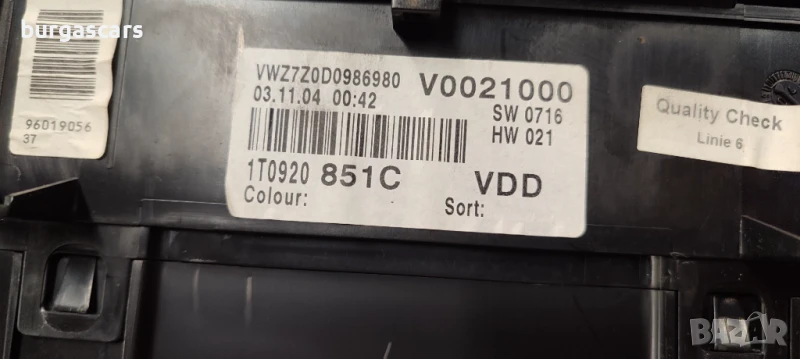 burgascars
96019056
37
VWZ7Z0D0986980 V0021000
03.11.04 00:42 SW 0716
HW 021
1T0920 851C VDD
Colour: Sort:
Quality Check
Linie 6
bazar